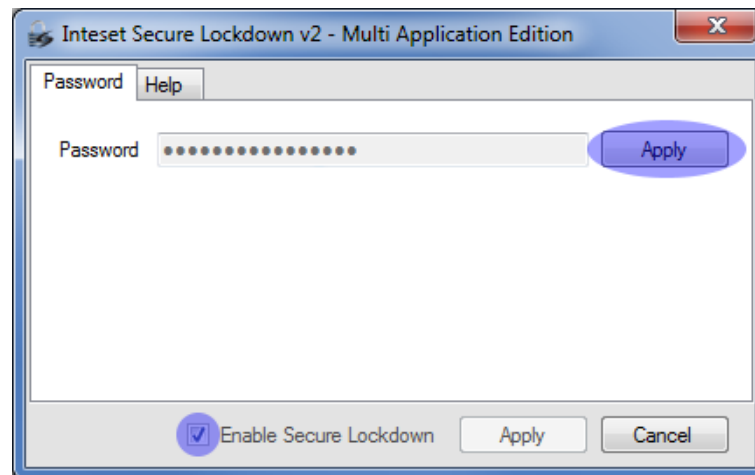 Inteset Secure Lockdown v2 - Multi Application Edition
Password Help
Password •••••••••••••••• Apply
Enable Secure Lockdown Apply Cancel